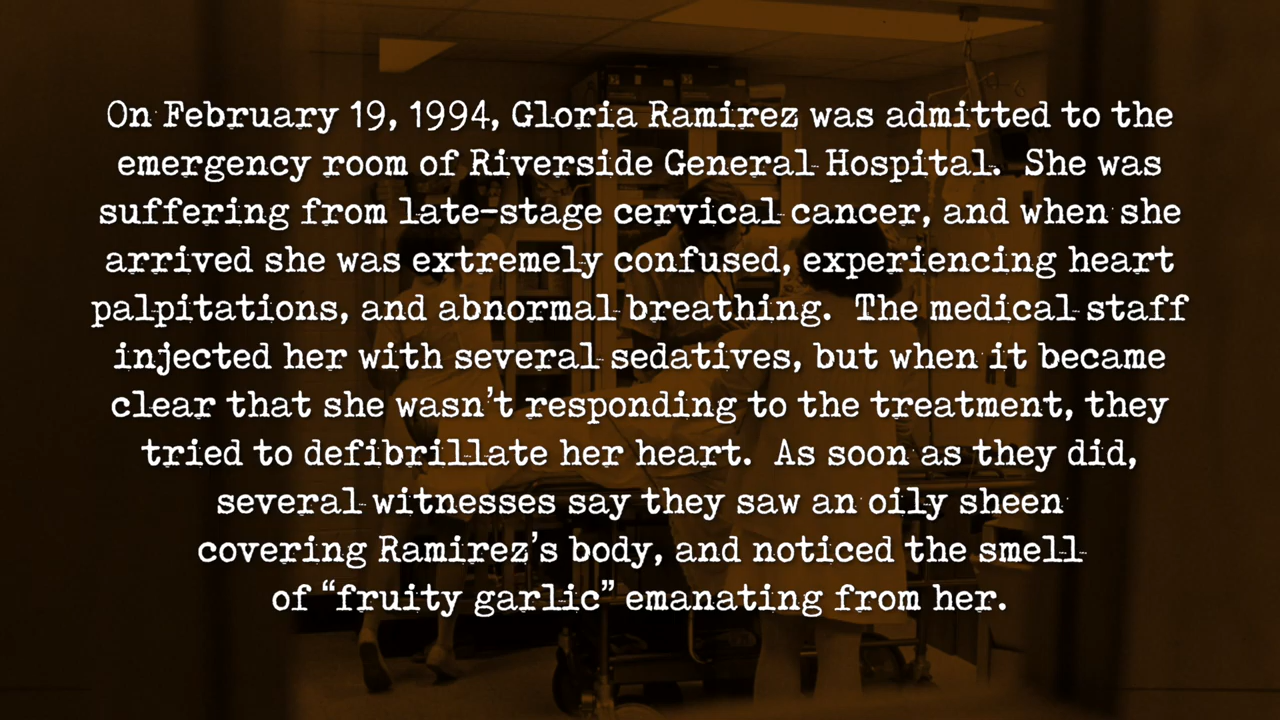 On February 19, 1994, Gloria Ramirez was admitted to the
emergency room of Riverside General Hospital.  She was
suffering from late-stage cervical cancer, and when she
arrived she was extremely confused, experiencing heart
palpitations, and abnormal breathing.  The medical staff
injected her with several sedatives, but when it became
clear that she wasn’t responding to the treatment, they
tried to defibrillate her heart.  As soon as they did,
several witnesses say they saw an oily sheen
covering Ramirez’s body, and noticed the smell
of “fruity garlic” emanating from her.